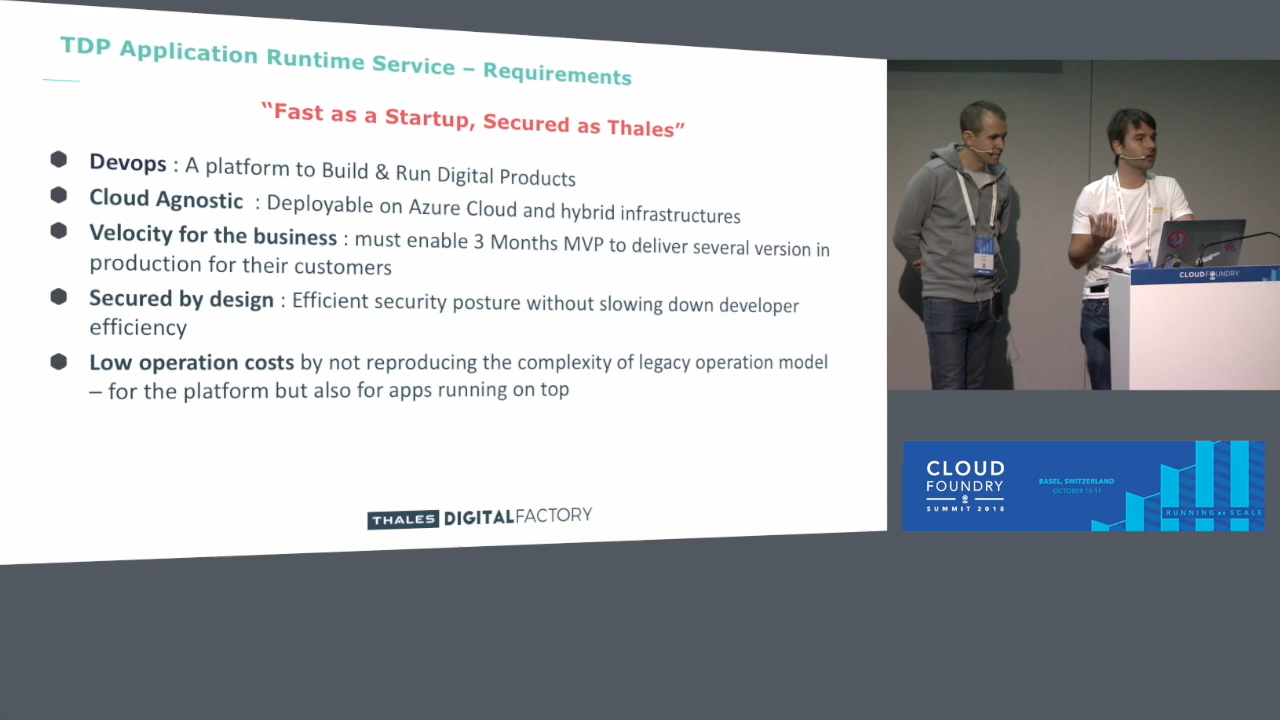 TDP Application Runtime Service – Requirements
“Fast as a Startup, Secured as Thales”
Devops : A platform to Build & Run Digital Products
Cloud Agnostic : Deployable on Azure Cloud and hybrid infrastructures
Velocity for the business : must enable 3 Months MVP to deliver several version in
production for their customers
Secured by design : Efficient security posture without slowing down developer
efficiency
Low operation costs by not reproducing the complexity of legacy operation model
– for the platform but also for apps running on top
THALES DIGITALFACTORY
CLOUD FOUNDRY
CLOUD
FOUNDRY
SUMMIT 2018
BASEL, SWITZERLAND
OCTOBER 10-11
RUNNING AT SCALE